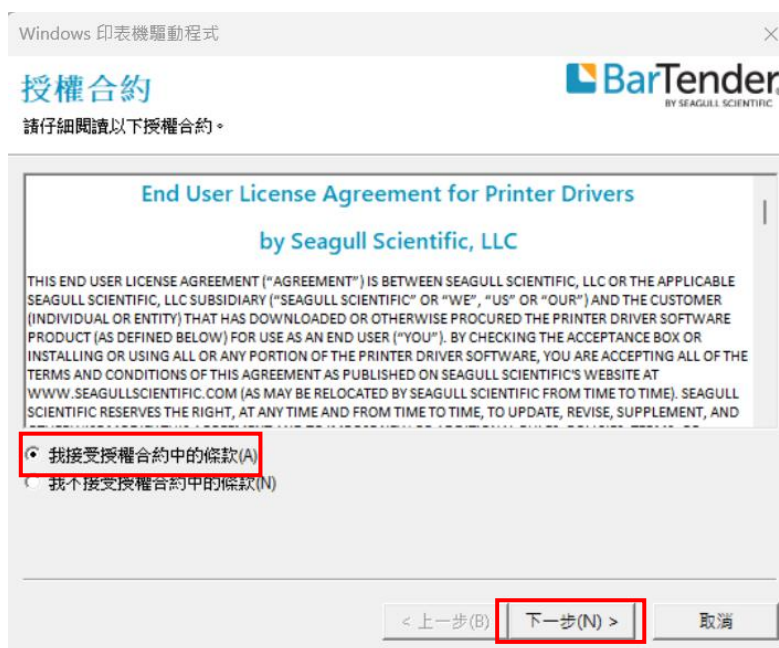 Windows 印表機驅動程式
授權合約
請仔細閱讀以下授權合約。
BarTender®
BY SEAGULL SCIENTIFIC
End User License Agreement for Printer Drivers
by Seagull Scientific, LLC
THIS END USER LICENSE AGREEMENT (“AGREEMENT”) IS BETWEEN SEAGULL SCIENTIFIC, LLC OR THE APPLICABLE
SEAGULL SCIENTIFIC, LLC SUBSIDIARY (“SEAGULL SCIENTIFIC” OR “WE”, “US” OR “OUR”) AND THE CUSTOMER
(INDIVIDUAL OR ENTITY) THAT HAS DOWNLOADED OR OTHERWISE PROCURED THE PRINTER DRIVER SOFTWARE
PRODUCT (AS DEFINED BELOW) FOR USE AS AN END USER (“YOU”). BY CHECKING THE ACCEPTANCE BOX OR
INSTALLING OR USING ALL OR ANY PORTION OF THE PRINTER DRIVER SOFTWARE, YOU ARE ACCEPTING ALL OF THE
TERMS AND CONDITIONS OF THIS AGREEMENT AS PUBLISHED ON SEAGULL SCIENTIFIC’S WEBSITE AT
WWW.SEAGULLSCIENTIFIC.COM (AS MAY BE RELOCATED BY SEAGULL SCIENTIFIC FROM TIME TO TIME). SEAGULL
SCIENTIFIC RESERVES THE RIGHT, AT ANY TIME AND FROM TIME TO TIME, TO UPDATE, REVISE, SUPPLEMENT, AND
我接受授權合約中的條款(A)
我不接受授權合約中的條款(N)
< 上一步(B)
下一步(N) >
取消